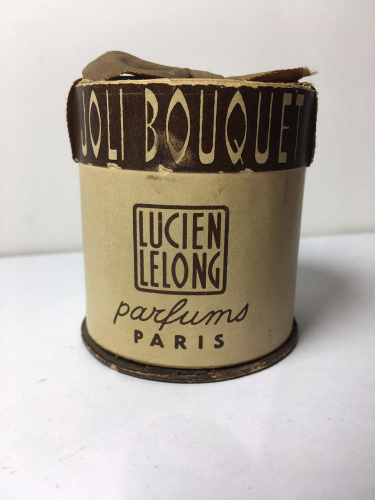 JOLI BOUQUET
LUCIEN
LELONG
parfums
PARIS